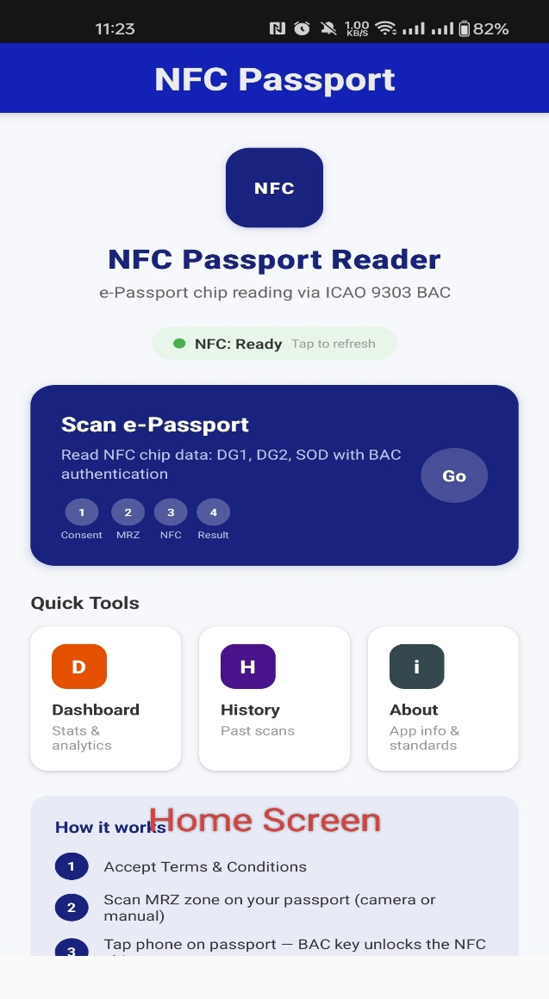 11:23
1.00
KB/S
82%
NFC Passport
NFC
NFC Passport Reader
e-Passport chip reading via ICAO 9303 BAC
NFC: Ready Tap to refresh
Scan e-Passport
Read NFC chip data: DG1, DG2, SOD with BAC
authentication
Go
1 2 3 4
Consent MRZ NFC Result
Quick Tools
D H i
Dashboard History About
Stats & Past scans App info &
analytics standards
Home Screen
How it works
1 Accept Terms & Conditions
2 Scan MRZ zone on your passport (camera or
manual)
3 Tap phone on passport — BAC key unlocks the NFC